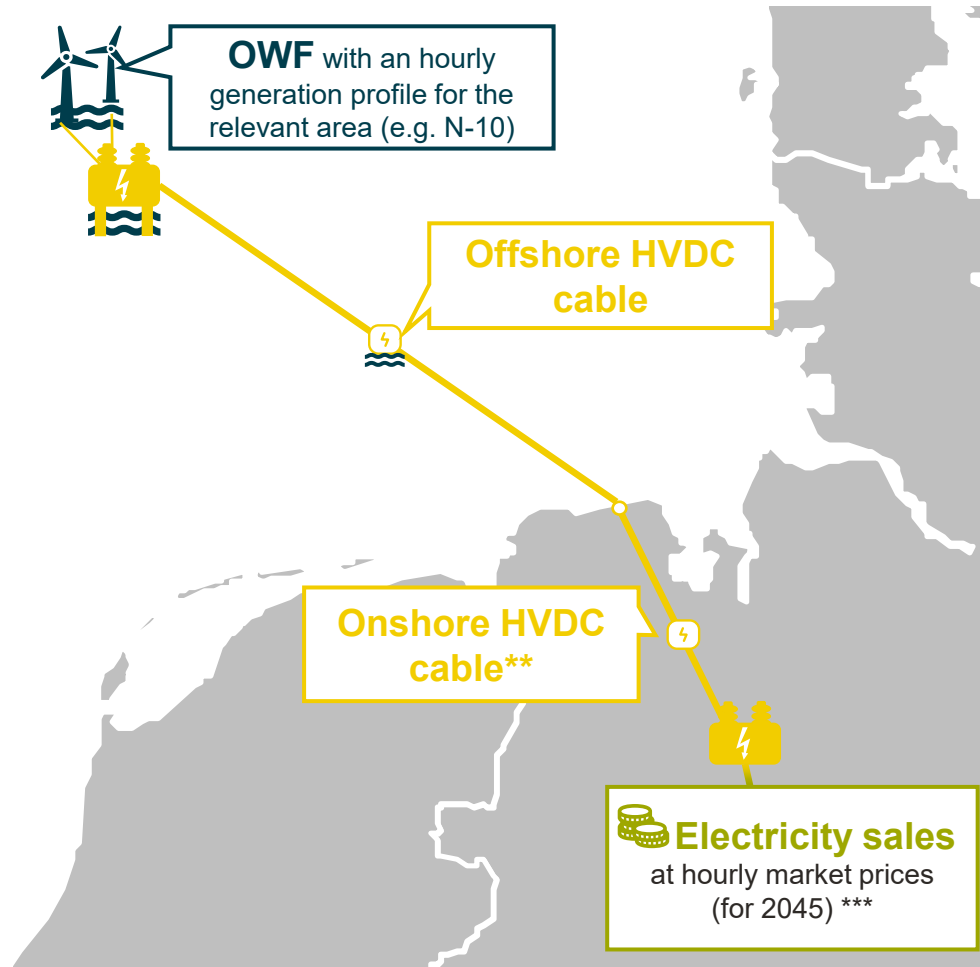 OWF with an hourly
generation profile for the
relevant area (e.g. N-10)
Offshore HVDC
cable
Onshore HVDC
cable**
Electricity sales
at hourly market prices
(for 2045) ***